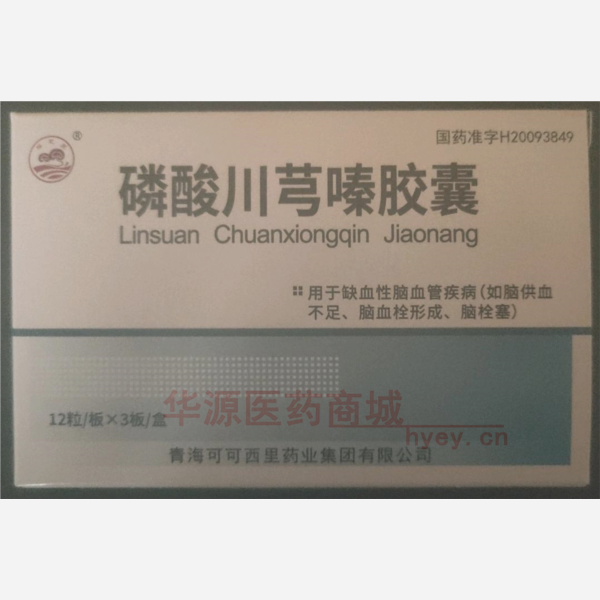 ®
国药准字H20093849
磷酸川芎嗪胶囊
Linsuan Chuanxiongqin Jiaonang
用于缺血性脑血管疾病(如脑供血
不足、脑血栓形成、脑栓塞)
华源医药商城
12粒/板×3板/盒
hyey.cn
青海可可西里药业集团有限公司